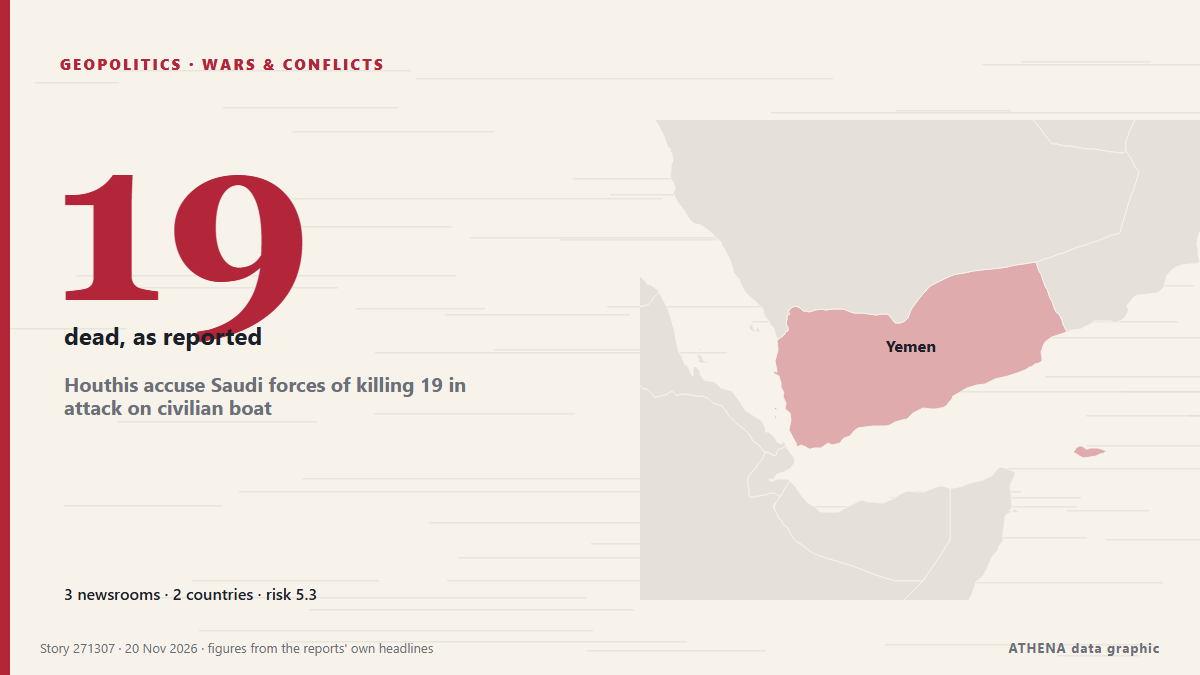 GEOPOLITICS · WARS & CONFLICTS
19
dead, as reported
Houthis accuse Saudi forces of killing 19 in
attack on civilian boat
Yemen
3 newsrooms · 2 countries · risk 5.3
Story 271307 · 20 Nov 2026 · figures from the reports' own headlines
ATHENA data graphic